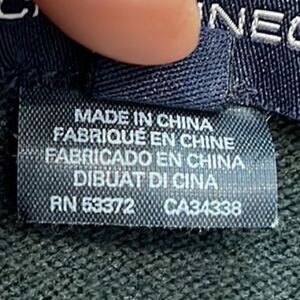 MADE IN CHINA
FABRIQUÉ EN CHINE
FABRICADO EN CHINA
DIBUAT DI CINA
RN 53372 CA34338